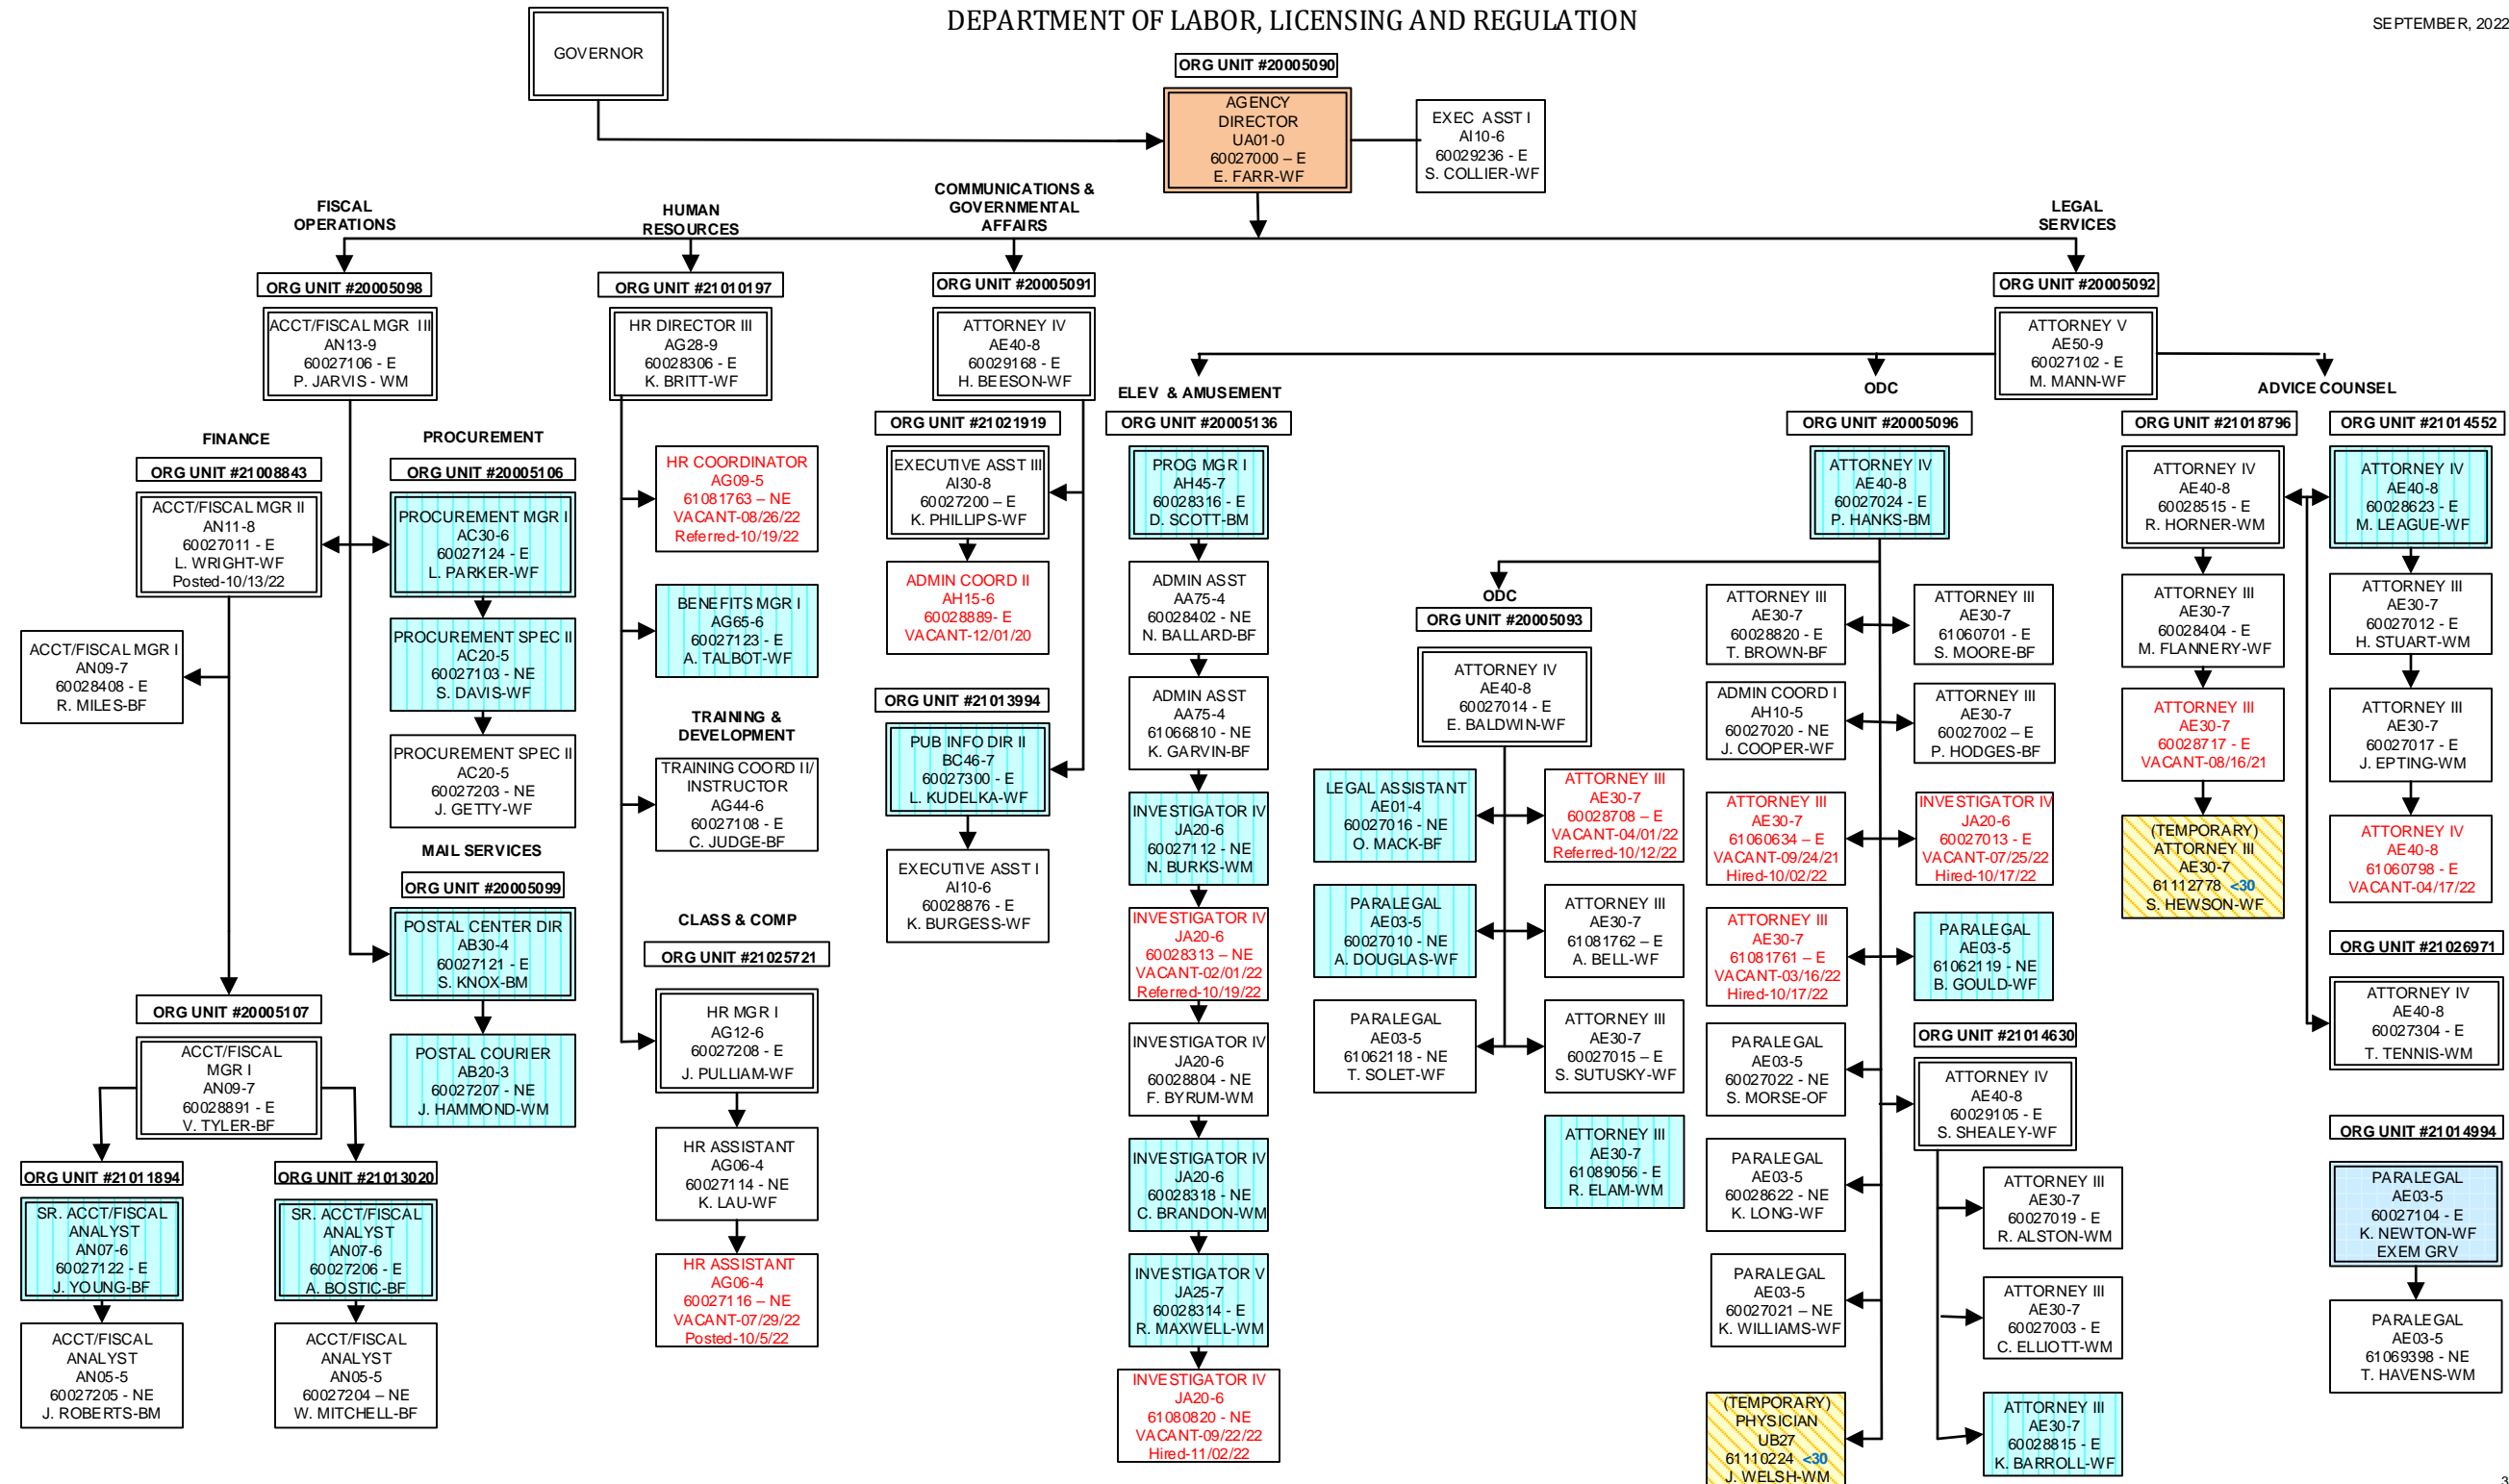 DEPARTMENT OF LABOR, LICENSING AND REGULATION
SEPTEMBER, 2022
GOVERNOR
ORG UNIT #20005090
AGENCY
DIRECTOR
UA01-0
60027000 – E
E. FARR-WF
EXEC ASST I
AI10-6
60029236 - E
S. COLLIER-WF
FISCAL
OPERATIONS
HUMAN
RESOURCES
COMMUNICATIONS &
GOVERNMENTAL
AFFAIRS
LEGAL
SERVICES
ORG UNIT #20005098
ACCT/FISCAL MGR III
AN13-9
60027106 - E
P. JARVIS - WM
FINANCE
ORG UNIT #21008843
ACCT/FISCAL MGR II
AN11-8
60027011 - E
L. WRIGHT-WF
Posted-10/13/22
ACCT/FISCAL MGR I
AN09-7
60028408 - E
R. MILES-BF
ORG UNIT #20005107
ACCT/FISCAL
MGR I
AN09-7
60028891 - E
V. TYLER-BF
ORG UNIT #21011894
SR. ACCT/FISCAL
ANALYST
AN07-6
60027122 - E
J. YOUNG-BF
ACCT/FISCAL
ANALYST
AN05-5
60027205 - NE
J. ROBERTS-BM
ORG UNIT #21013020
SR. ACCT/FISCAL
ANALYST
AN07-6
60027206 - E
A. BOSTIC-BF
ACCT/FISCAL
ANALYST
AN05-5
60027204 – NE
W. MITCHELL-BF
PROCUREMENT
ORG UNIT #20005106
PROCUREMENT MGR I
AC30-6
60027124 - E
L. PARKER-WF
PROCUREMENT SPEC II
AC20-5
60027103 - NE
S. DAVIS-WF
PROCUREMENT SPEC II
AC20-5
60027203 - NE
J. GETTY-WF
MAIL SERVICES
ORG UNIT #20005099
POSTAL CENTER DIR
AB30-4
60027121 - E
S. KNOX-BM
POSTAL COURIER
AB20-3
60027207 - NE
J. HAMMOND-WM
ORG UNIT #21010197
HR DIRECTOR III
AG28-9
60028306 - E
K. BRITT-WF
HR COORDINATOR
AG09-5
61081763 – NE
VACANT-08/26/22
Referred-10/19/22
BENEFITS MGR I
AG65-6
60027123 - E
A. TALBOT-WF
TRAINING &
DEVELOPMENT
TRAINING COORD II/
INSTRUCTOR
AG44-6
60027108 - E
C. JUDGE-BF
CLASS & COMP
ORG UNIT #21025721
HR MGR I
AG12-6
60027208 - E
J. PULLIAM-WF
HR ASSISTANT
AG06-4
60027114 - NE
K. LAU-WF
HR ASSISTANT
AG06-4
60027116 – NE
VACANT-07/29/22
Posted-10/5/22
ORG UNIT #20005091
ATTORNEY IV
AE40-8
60029168 - E
H. BEESON-WF
ORG UNIT #21021919
EXECUTIVE ASST III
AI30-8
60027200 – E
K. PHILLIPS-WF
ADMIN COORD II
AH15-6
60028889- E
VACANT-12/01/20
ORG UNIT #21013994
PUB INFO DIR II
BC46-7
60027300 - E
L. KUDELKA-WF
EXECUTIVE ASST I
AI10-6
60028876 - E
K. BURGESS-WF
ORG UNIT #20005092
ATTORNEY V
AE50-9
60027102 - E
M. MANN-WF
ELEV & AMUSEMENT
ORG UNIT #20005136
PROG MGR I
AH45-7
60028316 - E
D. SCOTT-BM
ADMIN ASST
AA75-4
60028402 - NE
N. BALLARD-BF
ADMIN ASST
AA75-4
61066810 - NE
K. GARVIN-BF
INVESTIGATOR IV
JA20-6
60027112 - NE
N. BURKS-WM
INVESTIGATOR IV
JA20-6
60028313 – NE
VACANT-02/01/22
Referred-10/19/22
INVESTIGATOR IV
JA20-6
60028804 - NE
F. BYRUM-WM
INVESTIGATOR IV
JA20-6
60028318 - NE
C. BRANDON-WM
INVESTIGATOR V
JA25-7
60028314 - E
R. MAXWELL-WM
INVESTIGATOR IV
JA20-6
61080820 - NE
VACANT-09/22/22
Hired-11/02/22
ODC
ORG UNIT #20005096
ATTORNEY IV
AE40-8
60027024 - E
P. HANKS-BM
ODC
ORG UNIT #20005093
ATTORNEY IV
AE40-8
60027014 - E
E. BALDWIN-WF
LEGAL ASSISTANT
AE01-4
60027016 - NE
O. MACK-BF
ATTORNEY III
AE30-7
60028708 – E
VACANT-04/01/22
Referred-10/12/22
PARALEGAL
AE03-5
60027010 - NE
A. DOUGLAS-WF
ATTORNEY III
AE30-7
61081762 – E
A. BELL-WF
PARALEGAL
AE03-5
61062118 - NE
T. SOLET-WF
ATTORNEY III
AE30-7
60027015 – E
S. SUTUSKY-WF
ATTORNEY III
AE30-7
61089056 - E
R. ELAM-WM
ATTORNEY III
AE30-7
60028820 - E
T. BROWN-BF
ATTORNEY III
AE30-7
61060701 - E
S. MOORE-BF
ADMIN COORD I
AH10-5
60027020 - NE
J. COOPER-WF
ATTORNEY III
AE30-7
60027002 – E
P. HODGES-BF
ATTORNEY III
AE30-7
61060634 – E
VACANT-09/24/21
Hired-10/02/22
INVESTIGATOR IV
JA20-6
60027013 - E
VACANT-07/25/22
Hired-10/17/22
ATTORNEY III
AE30-7
61081761 – E
VACANT-03/16/22
Hired-10/17/22
PARALEGAL
AE03-5
61062119 - NE
B. GOULD-WF
PARALEGAL
AE03-5
60027022 - NE
S. MORSE-OF
PARALEGAL
AE03-5
60028622 - NE
K. LONG-WF
PARALEGAL
AE03-5
60027021 – NE
K. WILLIAMS-WF
(TEMPORARY)
PHYSICIAN
UB27
61110224 <30
J. WELSH-WM
ORG UNIT #21014630
ATTORNEY IV
AE40-8
60029105 - E
S. SHEALEY-WF
ATTORNEY III
AE30-7
60027019 - E
R. ALSTON-WM
ATTORNEY III
AE30-7
60027003 - E
C. ELLIOTT-WM
ATTORNEY III
AE30-7
60028815 - E
K. BARROLL-WF
ADVICE COUNSEL
ORG UNIT #21018796
ATTORNEY IV
AE40-8
60028515 - E
R. HORNER-WM
ATTORNEY III
AE30-7
60028404 - E
M. FLANNERY-WF
ATTORNEY III
AE30-7
60028717 - E
VACANT-08/16/21
(TEMPORARY)
ATTORNEY III
AE30-7
61112778 <30
S. HEWSON-WF
ORG UNIT #21014552
ATTORNEY IV
AE40-8
60028623 - E
M. LEAGUE-WF
ATTORNEY III
AE30-7
60027012 - E
H. STUART-WM
ATTORNEY III
AE30-7
60027017 - E
J. EPTING-WM
ATTORNEY IV
AE40-8
61060798 - E
VACANT-04/17/22
ORG UNIT #21026971
ATTORNEY IV
AE40-8
60027304 - E
T. TENNIS-WM
ORG UNIT #21014994
PARALEGAL
AE03-5
60027104 - E
K. NEWTON-WF
EXEM GRV
PARALEGAL
AE03-5
61069398 - NE
T. HAVENS-WM
3